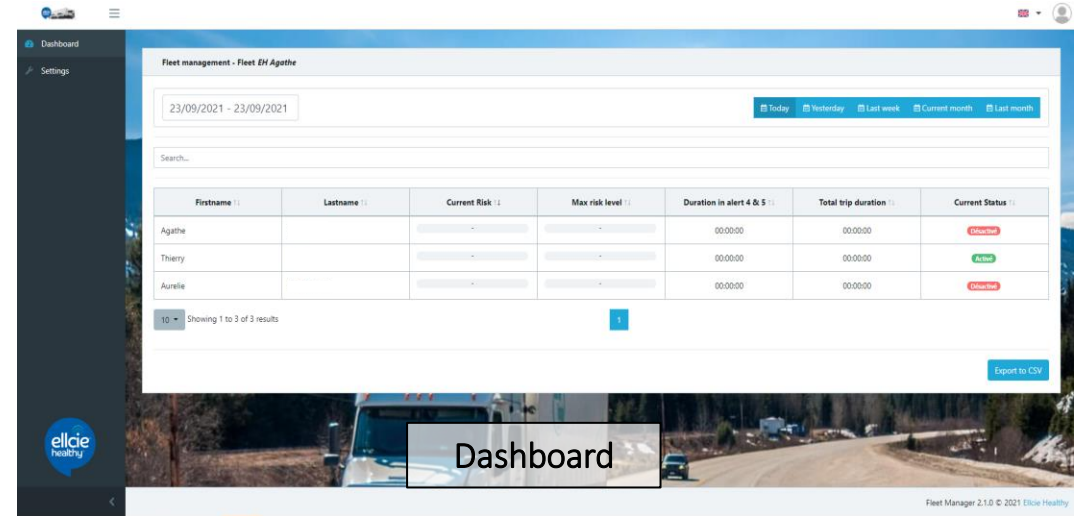 Dashboard
Settings
Fleet management - Fleet EH Agathe
23/09/2021 - 23/09/2021
Today Yesterday Last week Current month Last month
Search...
Firstname Lastname Current Risk Max risk level Duration in alert 4 & 5 Total trip duration Current Status
Agathe - - 00:00:00 00:00:00 Désactivé
Thierry - - 00:00:00 00:00:00 Activé
Aurelie - - 00:00:00 00:00:00 Désactivé
10 Showing 1 to 3 of 3 results 1
Export to CSV
ellcie
healthy
Dashboard
Fleet Manager 2.1.0 © 2021 Ellcie Healthy